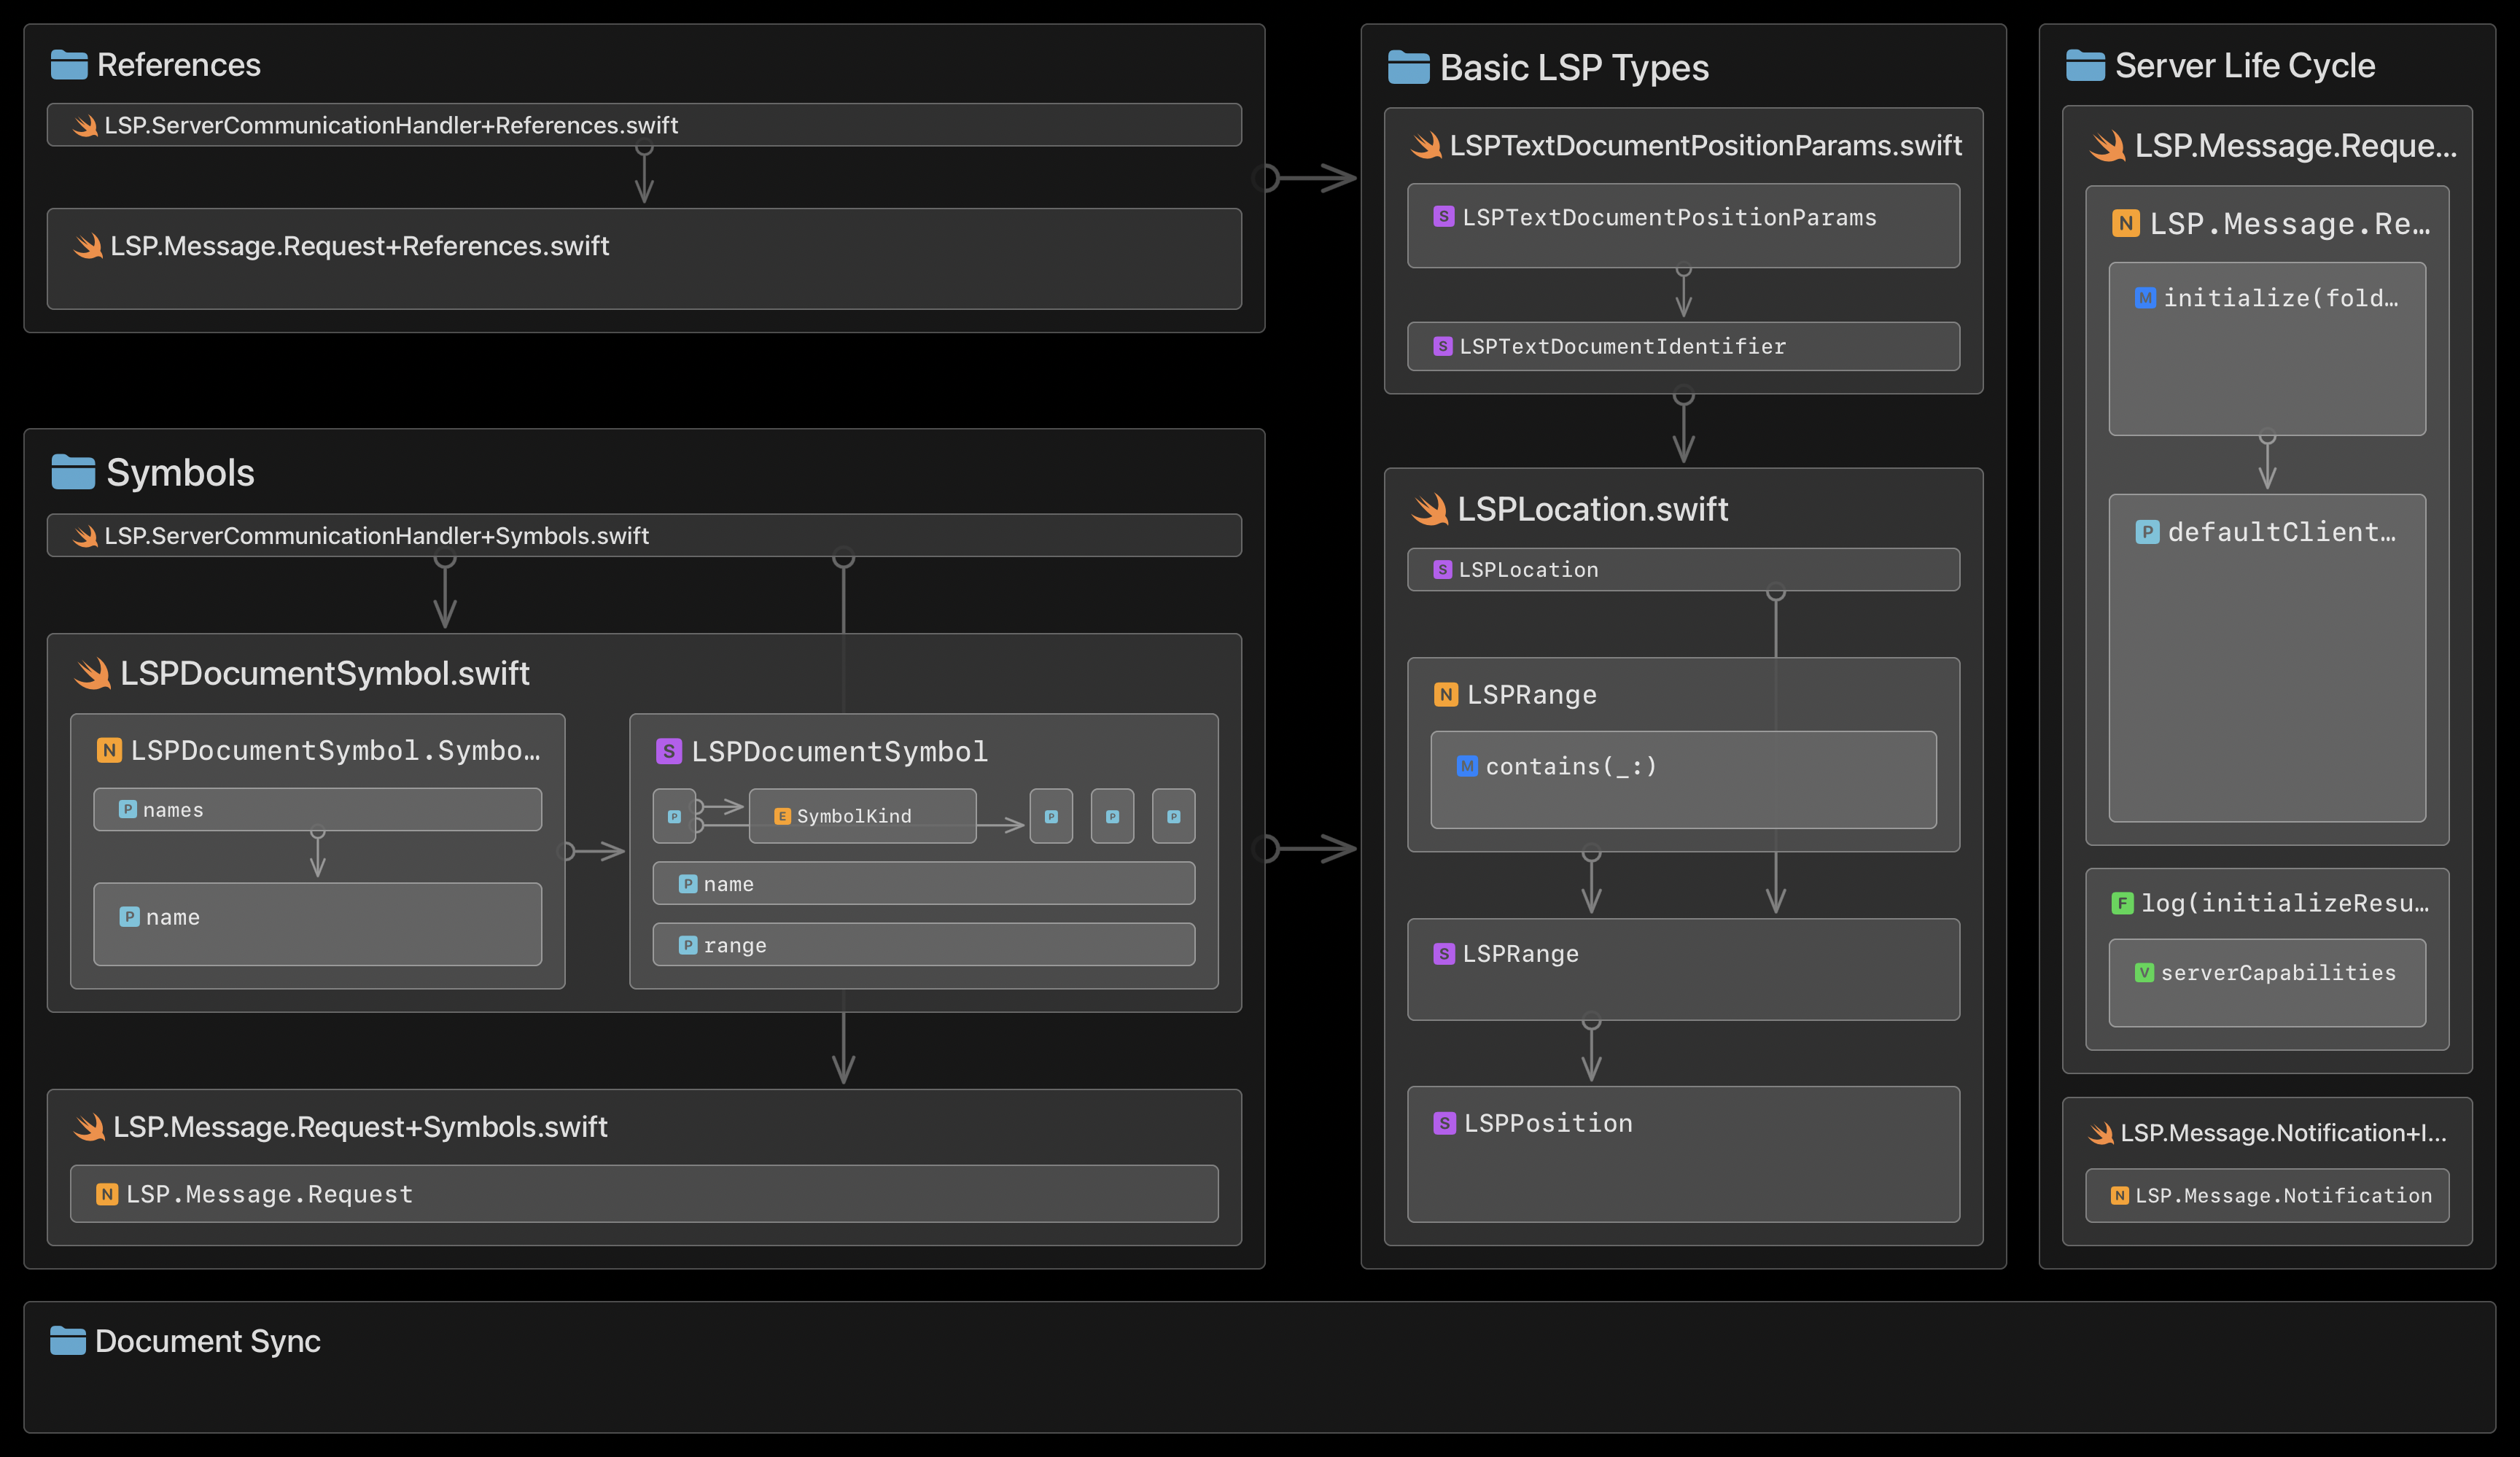 References
LSP.ServerCommunicationHandler+References.swift
LSP.Message.Request+References.swift
Symbols
LSP.ServerCommunicationHandler+Symbols.swift
LSPDocumentSymbol.swift
N LSPDocumentSymbol.Symbo…
P names
P name
S LSPDocumentSymbol
P
E SymbolKind
P
P
P
P name
P range
LSP.Message.Request+Symbols.swift
N LSP.Message.Request
Basic LSP Types
LSPTextDocumentPositionParams.swift
S LSPTextDocumentPositionParams
S LSPTextDocumentIdentifier
LSPLocation.swift
S LSPLocation
N LSPRange
M contains(_:)
S LSPRange
S LSPPosition
Server Life Cycle
LSP.Message.Reque…
N LSP.Message.Re…
M initialize(fold…
P defaultClient…
F log(initializeResu…
V serverCapabilities
LSP.Message.Notification+I…
N LSP.Message.Notification
Document Sync